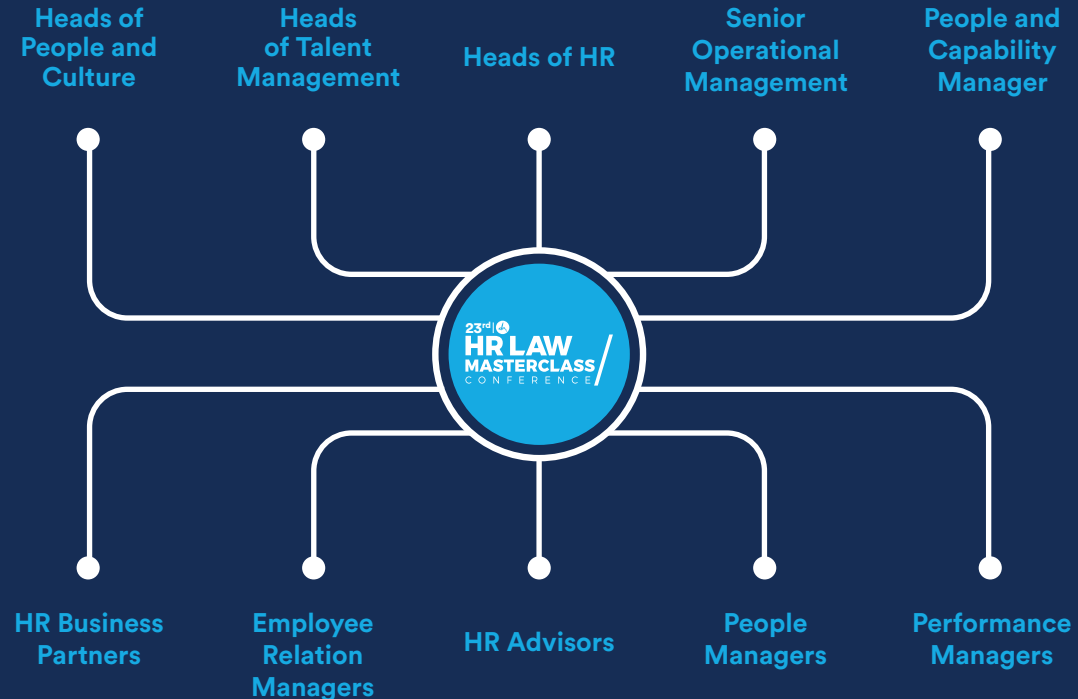 Heads of
People and
Culture
Heads
of Talent
Management
Heads of HR
Senior
Operational
Management
People and
Capability
Manager
23rd|
HR LAW
MASTERCLASS
CONFERENCE
HR Business
Partners
Employee
Relation
Managers
HR Advisors
People
Managers
Performance
Managers